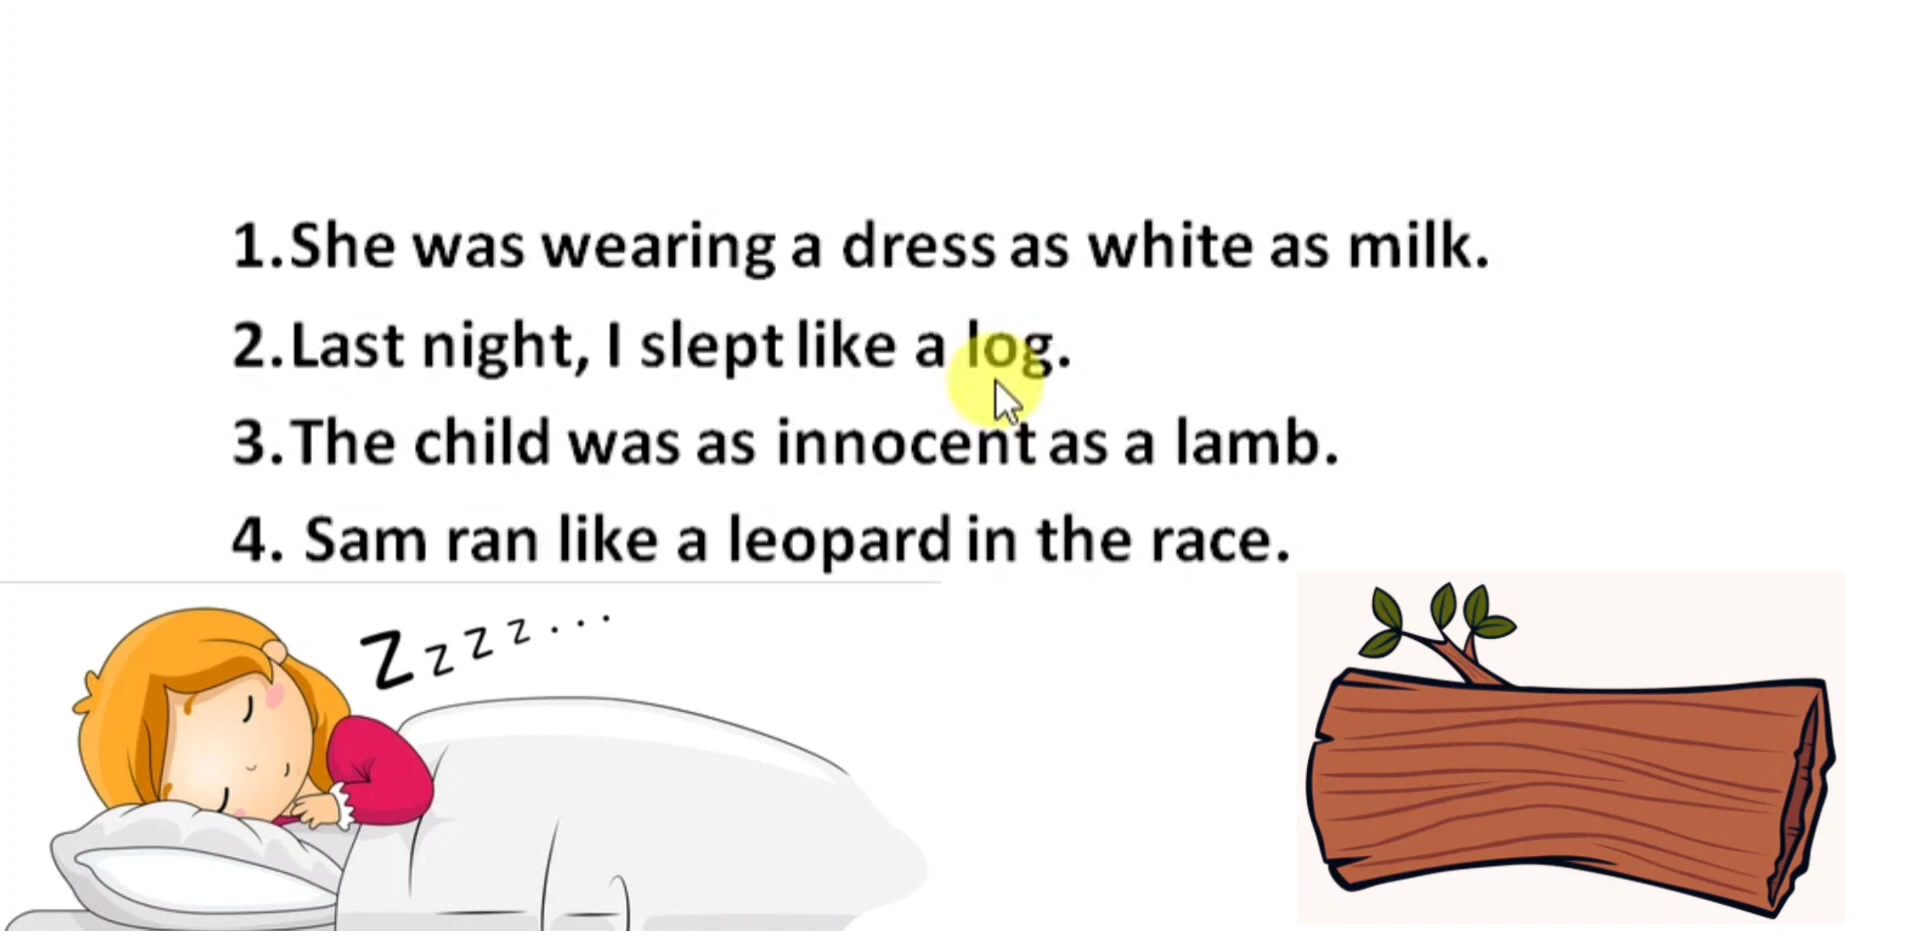 1.She was wearing a dress as white as milk.
2.Last night, I slept like a log.
3.The child was as innocent as a lamb.
4. Sam ran like a leopard in the race.
Zzzz...